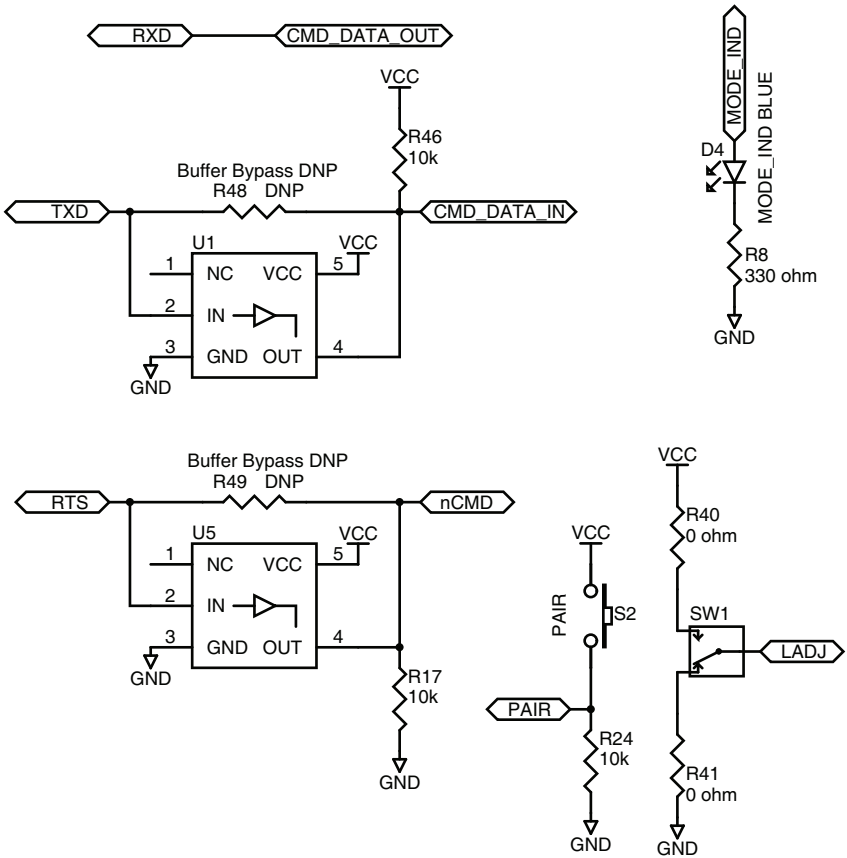 RXD CMD_DATA_OUT
VCC
R46
10k
Buffer Bypass DNP
R48 DNP
TXD CMD_DATA_IN
U1
1 NC VCC 5 VCC
2 IN
3 GND OUT 4
GND
MODE_IND
D4
MODE_IND BLUE
R8
330 ohm
GND
Buffer Bypass DNP
R49 DNP
RTS nCMD
U5
1 NC VCC 5 VCC
2 IN
3 GND OUT 4
GND
R17
10k
GND
VCC
PAIR
S2
PAIR
R24
10k
GND
VCC
R40
0 ohm
SW1
LADJ
R41
0 ohm
GND